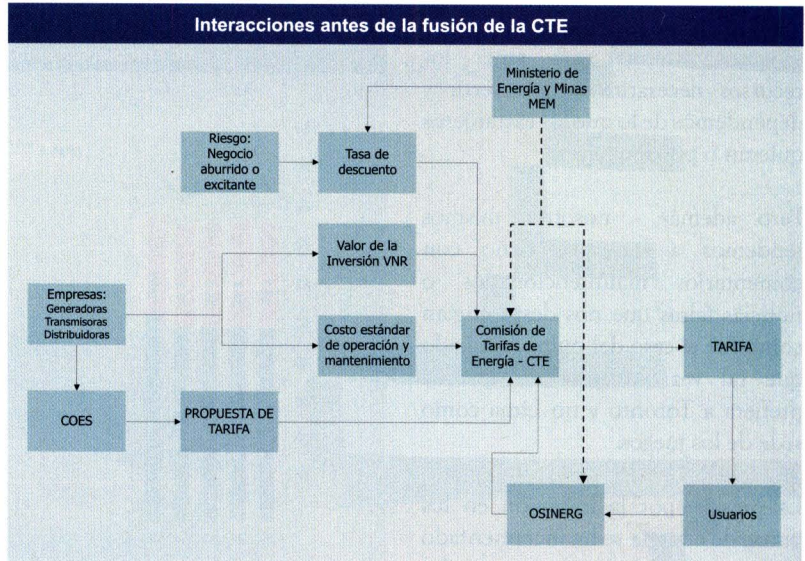 Interacciones antes de la fusión de la CTE
Ministerio de
Energía y Minas
MEM
Riesgo:
Negocio
aburrido o
excitante
Tasa de
descuento
Valor de la
Inversión VNR
Empresas:
Generadoras
Transmisoras
Distribuidoras
Costo estándar
de operación y
mantenimiento
Comisión de
Tarifas de
Energía - CTE
TARIFA
COES
PROPUESTA DE
TARIFA
OSINERG
Usuarios